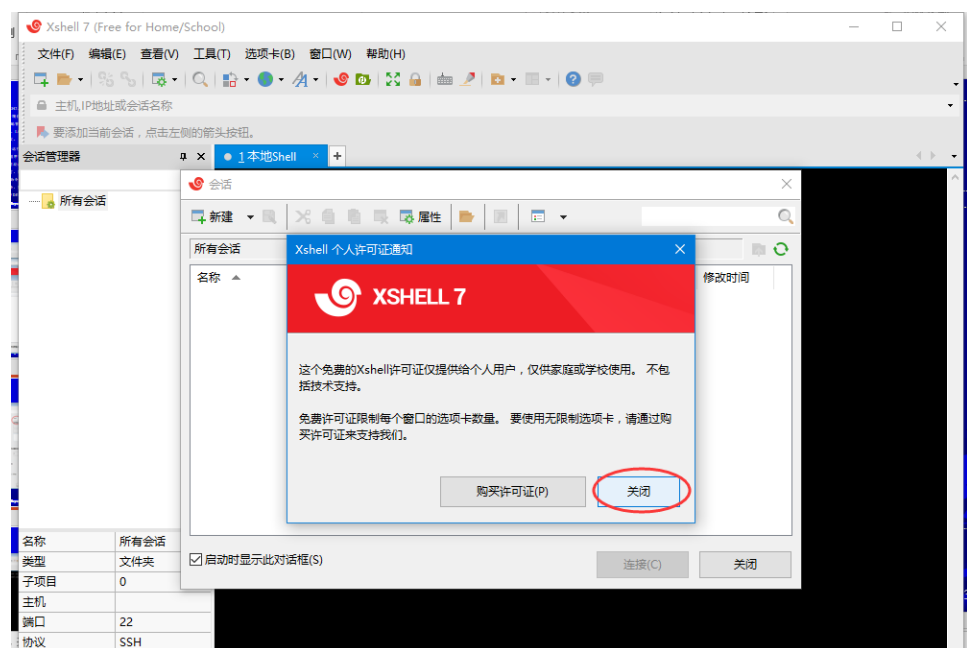 Xshell 7 (Free for Home/School)
文件(F) 编辑(E) 查看(V) 工具(T) 选项卡(B) 窗口(W) 帮助(H)
主机,IP地址或会话名称
要添加当前会话，点击左侧的箭头按钮。
会话管理器
1 本地Shell
所有会话
会话
新建 属性
所有会话
名称 修改时间
Xshell 个人许可证通知
XSHELL 7
这个免费的Xshell许可证仅提供给个人用户，仅供家庭或学校使用。 不包
括技术支持。
免费许可证限制每个窗口的选项卡数量。 要使用无限制选项卡，请通过购
买许可证来支持我们。
购买许可证(P) 关闭
启动时显示此对话框(S)
连接(C) 关闭
名称 所有会话
类型 文件夹
子项目 0
主机
端口 22
协议 SSH